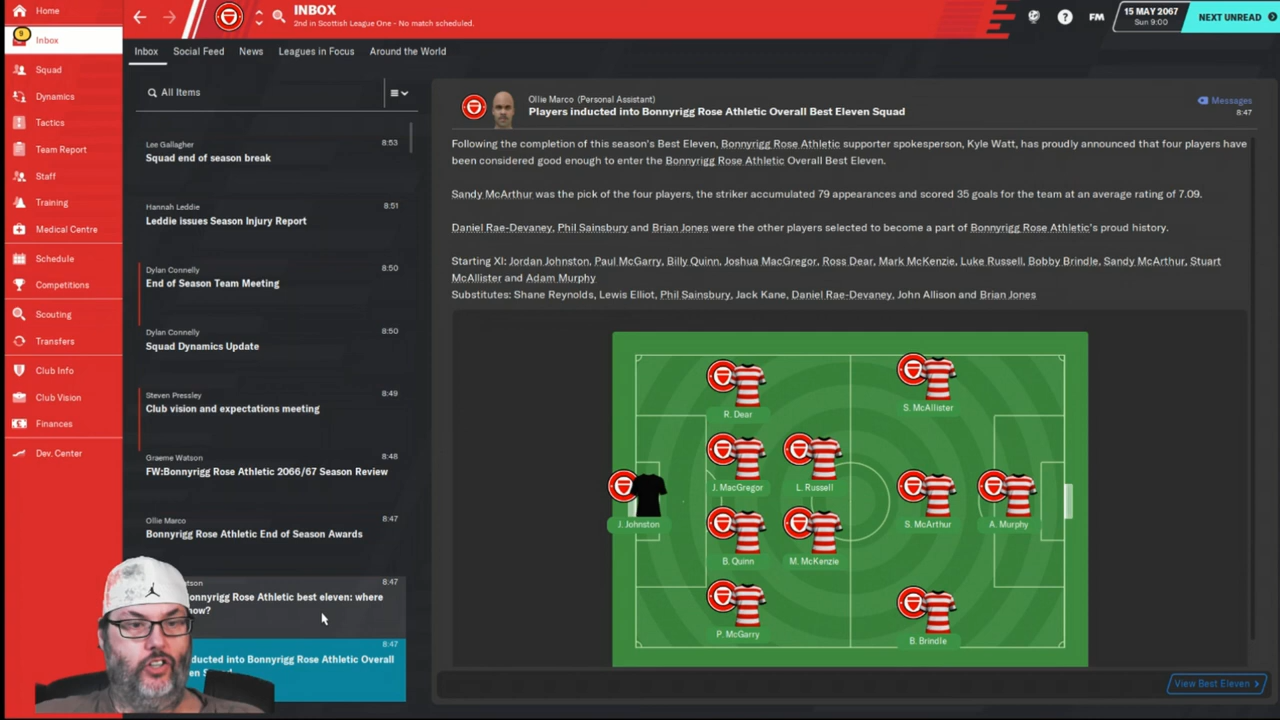 Home
Inbox
9
Squad
Dynamics
Tactics
Team Report
Staff
Training
Medical Centre
Schedule
Competitions
Scouting
Transfers
Club Info
Club Vision
Finances
Dev. Center
INBOX
2nd in Scottish League One - No match scheduled.
FM
15 MAY 2067
Sun 9:00
NEXT UNREAD
Inbox
Social Feed
News
Leagues in Focus
Around the World
All Items
Lee Gallagher
8:53
Squad end of season break
Hannah Leddie
8:51
Leddie issues Season Injury Report
Dylan Connelly
8:50
End of Season Team Meeting
Dylan Connelly
8:50
Squad Dynamics Update
Steven Pressley
8:49
Club vision and expectations meeting
Graeme Watson
8:48
FW:Bonnyrigg Rose Athletic 2066/67 Season Review
Ollie Marco
8:47
Bonnyrigg Rose Athletic End of Season Awards
8:47
Rose Athletic best eleven: where
8:47
into Bonnyrigg Rose Athletic Overall
Ollie Marco (Personal Assistant)
Players inducted into Bonnyrigg Rose Athletic Overall Best Eleven Squad
Messages
8:47
Following the completion of this season's Best Eleven, Bonnyrigg Rose Athletic supporter spokesperson, Kyle Watt, has proudly announced that four players have
been considered good enough to enter the Bonnyrigg Rose Athletic Overall Best Eleven.
Sandy McArthur was the pick of the four players, the striker accumulated 79 appearances and scored 35 goals for the team at an average rating of 7.09.
Daniel Rae-Devaney, Phil Sainsbury and Brian Jones were the other players selected to become a part of Bonnyrigg Rose Athletic's proud history.
Starting XI: Jordan Johnston, Paul McGarry, Billy Quinn, Joshua MacGregor, Ross Dear, Mark McKenzie, Luke Russell, Bobby Brindle, Sandy McArthur, Stuart
McAllister and Adam Murphy
Substitutes: Shane Reynolds, Lewis Elliot, Phil Sainsbury, Jack Kane, Daniel Rae-Devaney, John Allison and Brian Jones
R. Dear
S. McAllister
J. MacGregor
L. Russell
J. Johnston
S. McArthur
A. Murphy
B. Quinn
M. McKenzie
P. McGarry
B. Brindle
View Best Eleven >